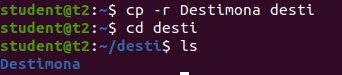 student@t2:~$ cp -r Destimona desti
student@t2:~$ cd desti
student@t2:~/desti$ ls
Destimona